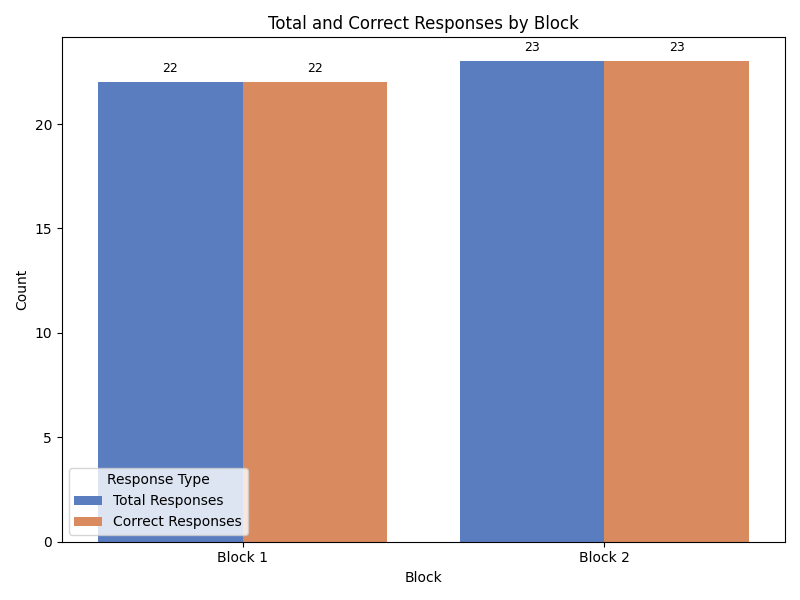 Total and Correct Responses by Block
22
22
23
23
20
15
10
5
0
Count
Response Type
Total Responses
Correct Responses
Block 1
Block 2
Block